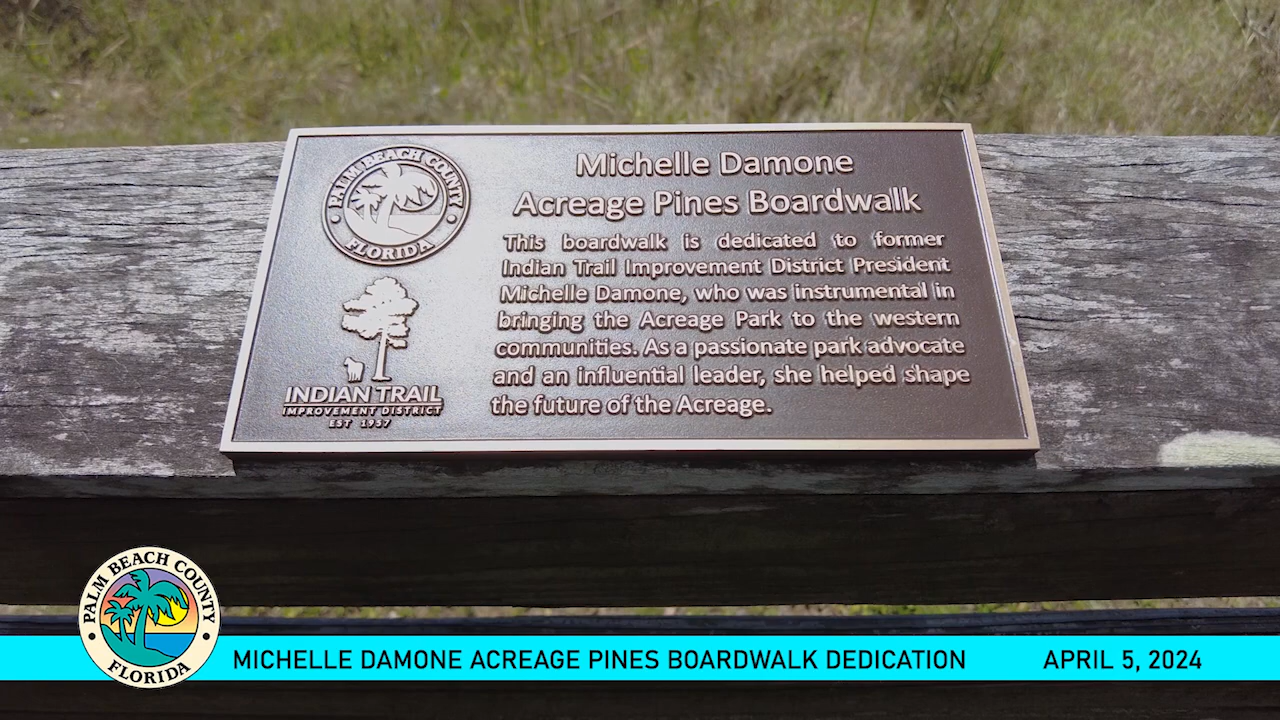 PALM BEACH COUNTY
FLORIDA
INDIAN TRAIL
IMPROVEMENT DISTRICT
EST 1957
Michelle Damone
Acreage Pines Boardwalk
This boardwalk is dedicated to former
Indian Trail Improvement District President
Michelle Damone, who was instrumental in
bringing the Acreage Park to the western
communities. As a passionate park advocate
and an influential leader, she helped shape
the future of the Acreage.
PALM BEACH COUNTY
FLORIDA
MICHELLE DAMONE ACREAGE PINES BOARDWALK DEDICATION
APRIL 5, 2024